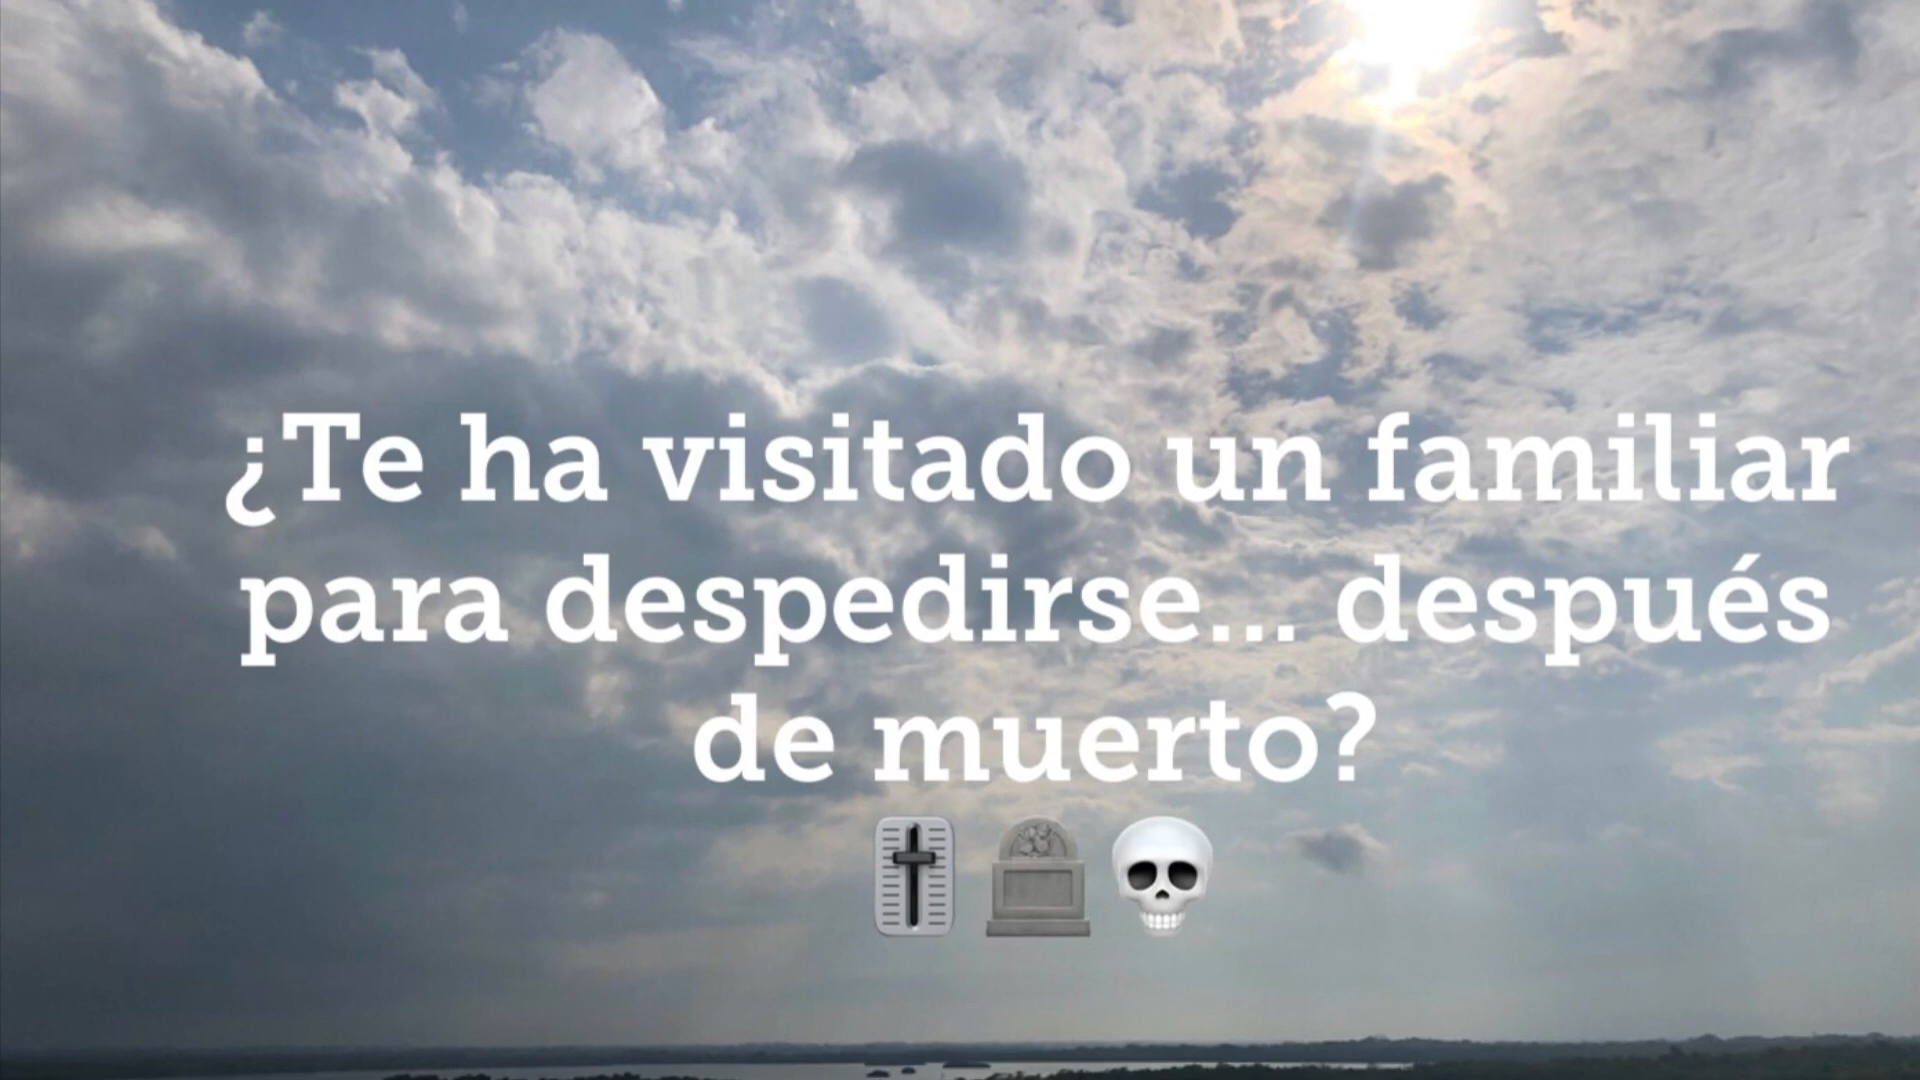 ¿Te ha visitado un familiar
para despedirse... después
de muerto?
🎚🪦💀